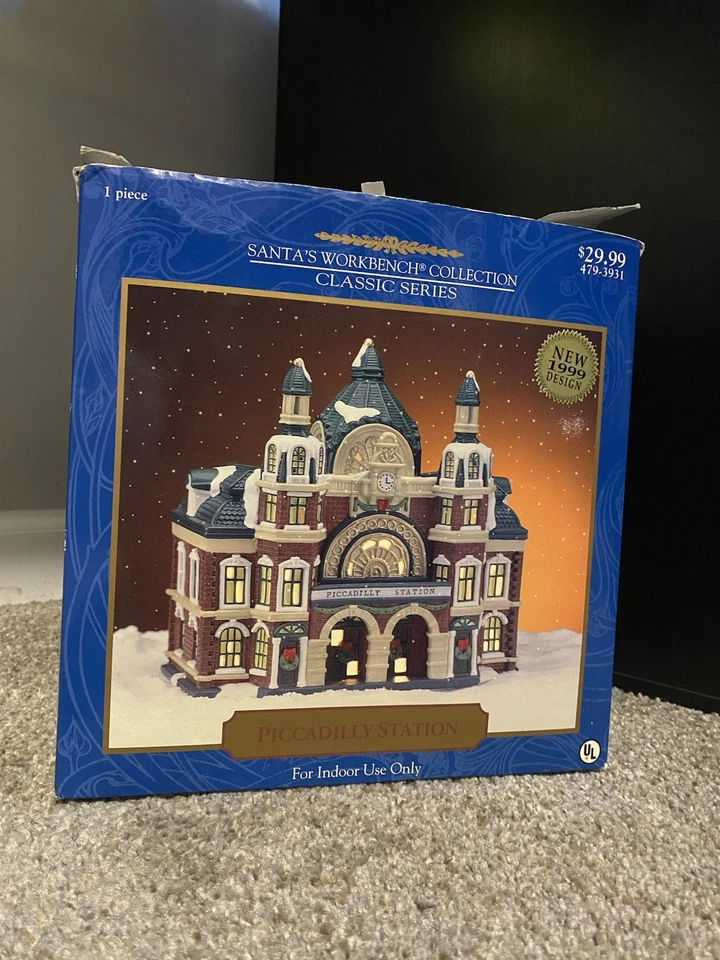 1 piece
SANTA'S WORKBENCH® COLLECTION
CLASSIC SERIES
$29.99
479-3931
NEW
1999
DESIGN
PICCADILLY STATION
PICCADILLY STATION
For Indoor Use Only
UL